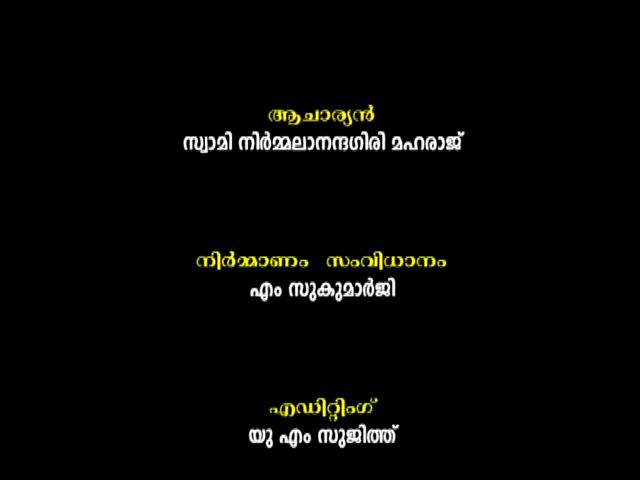 ആചാര്യൻ
സ്വാമി നിർമ്മലാനന്ദഗിരി മഹരാജ്
നിർമ്മാണം സംവിധാനം
എം സുകുമാർജി
എഡിറ്റിംഗ്
യു എം സുജിത്ത്